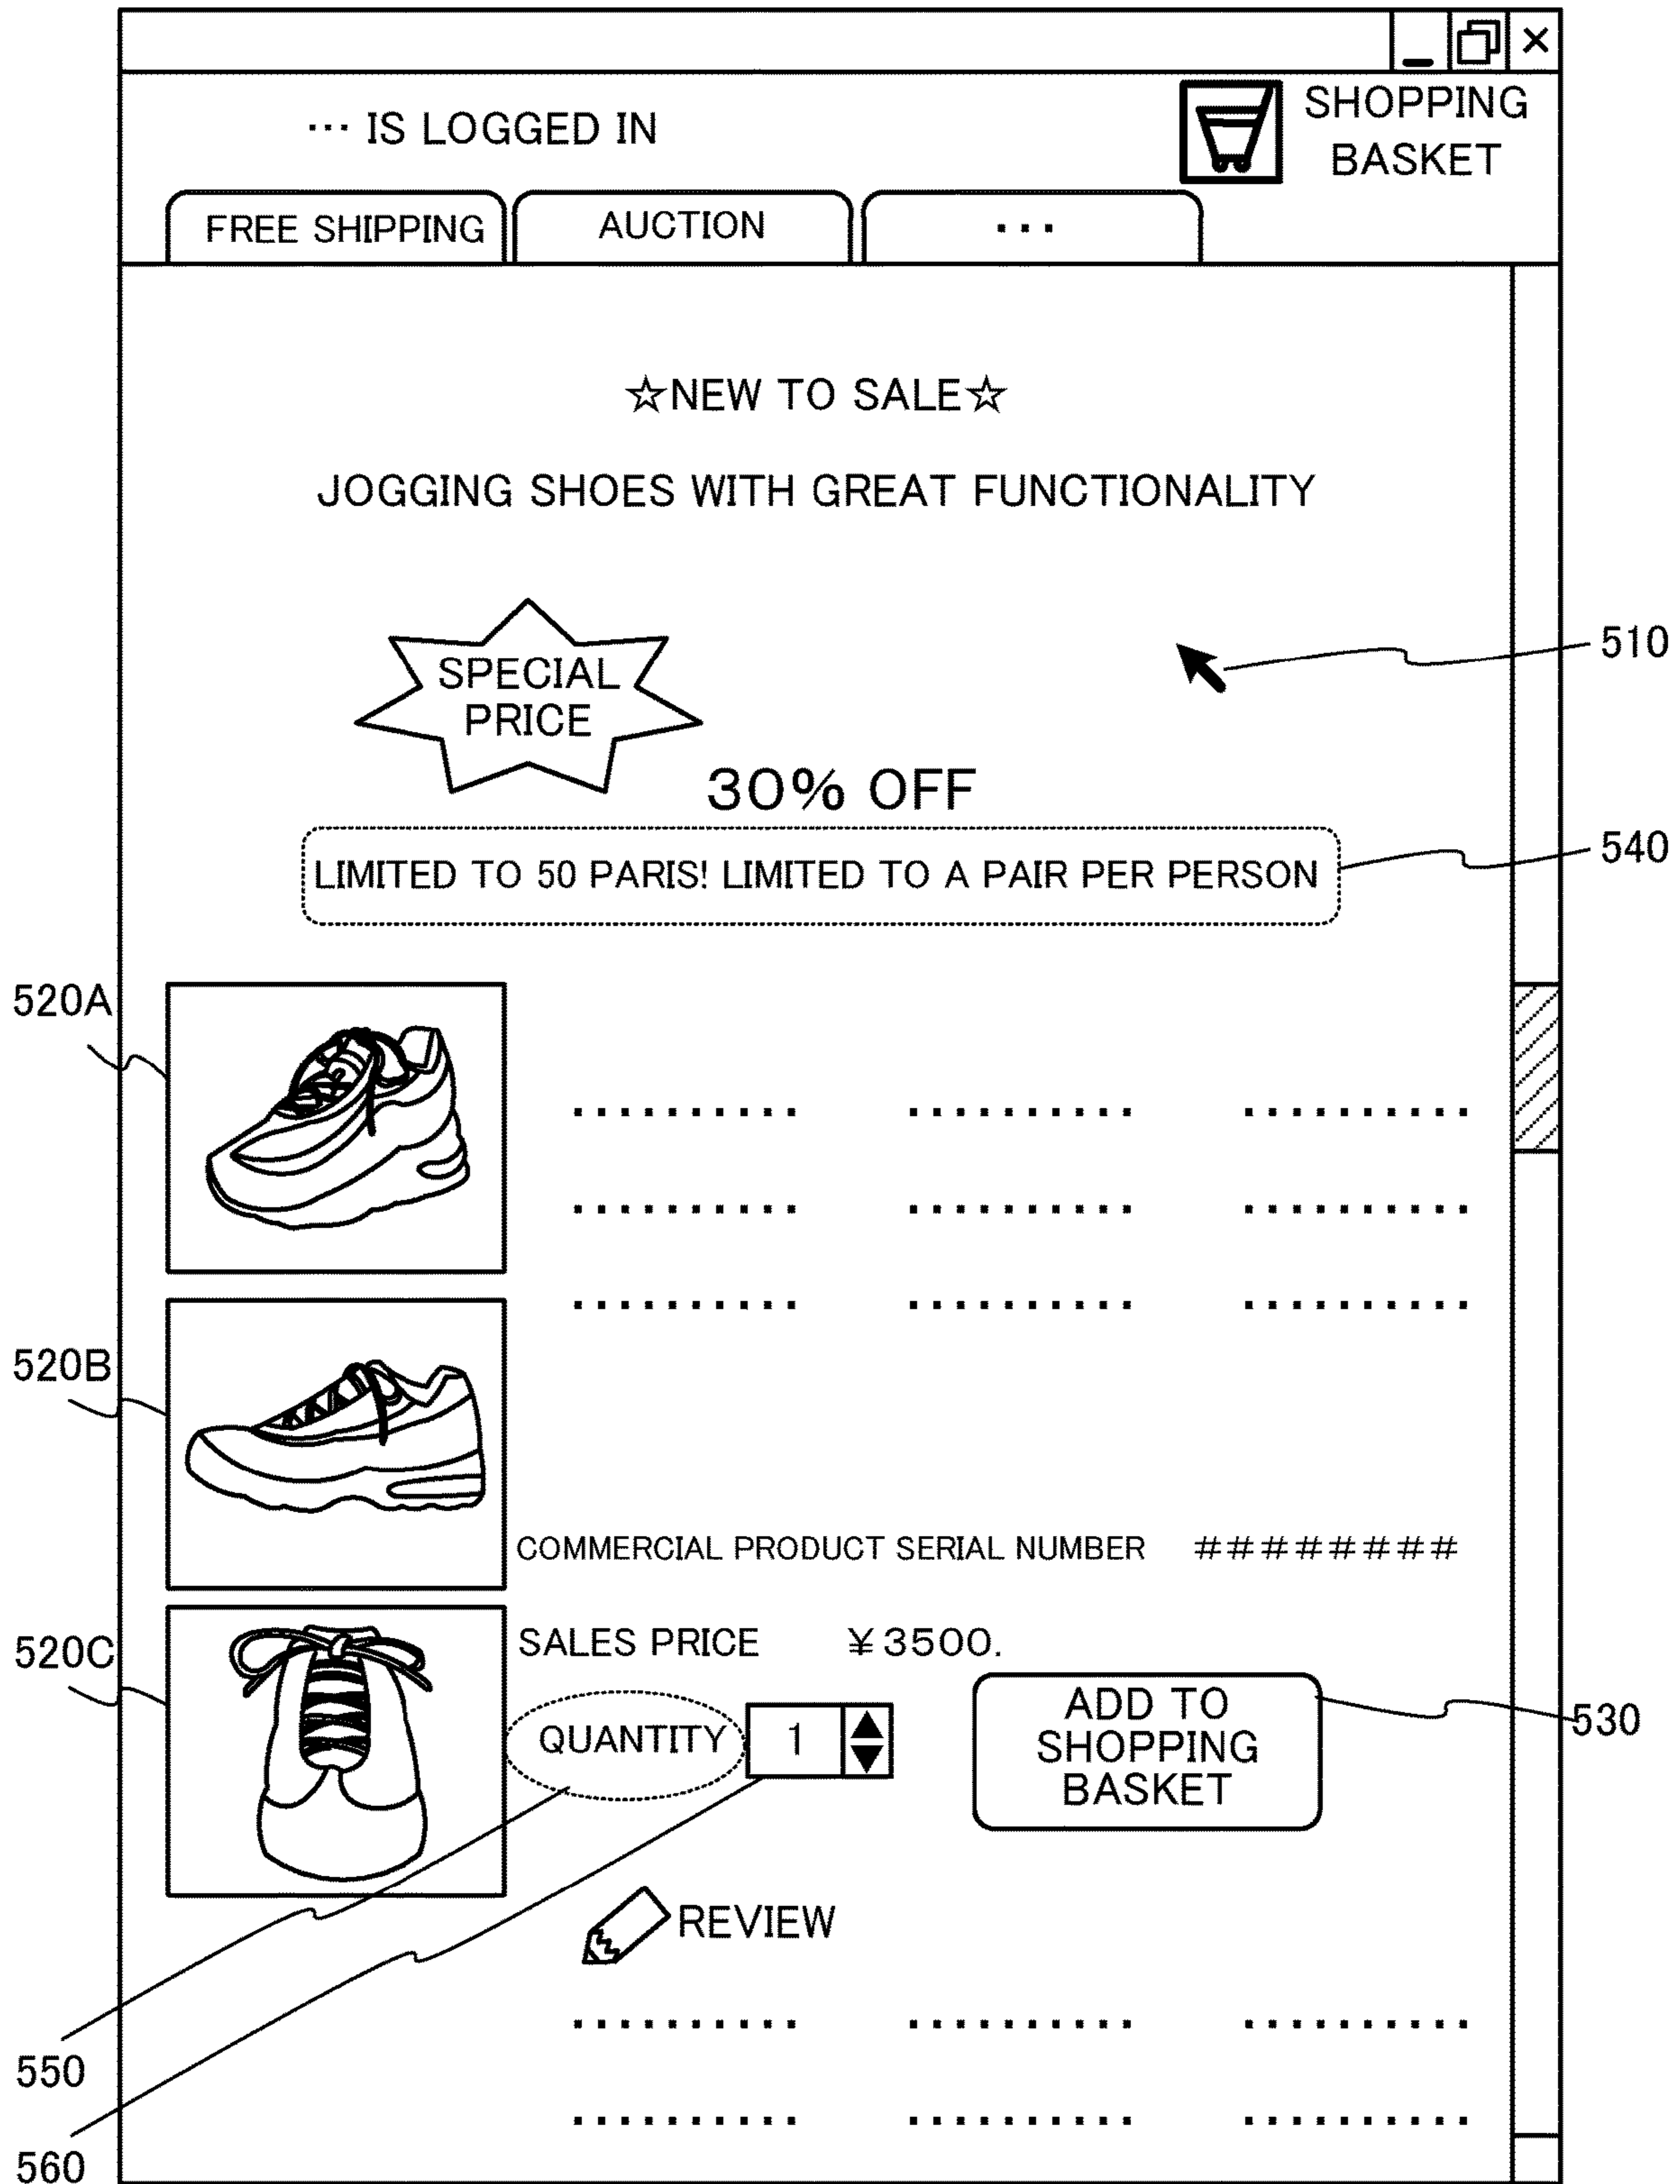 ··· IS LOGGED IN
SHOPPING
BASKET
FREE SHIPPING
AUCTION
···
☆NEW TO SALE☆
JOGGING SHOES WITH GREAT FUNCTIONALITY
SPECIAL
PRICE
510
30% OFF
LIMITED TO 50 PARIS! LIMITED TO A PAIR PER PERSON
540
520A
520B
COMMERCIAL PRODUCT SERIAL NUMBER ########
520C
SALES PRICE ¥3500.
QUANTITY 1
ADD TO
SHOPPING
BASKET
530
REVIEW
550
560